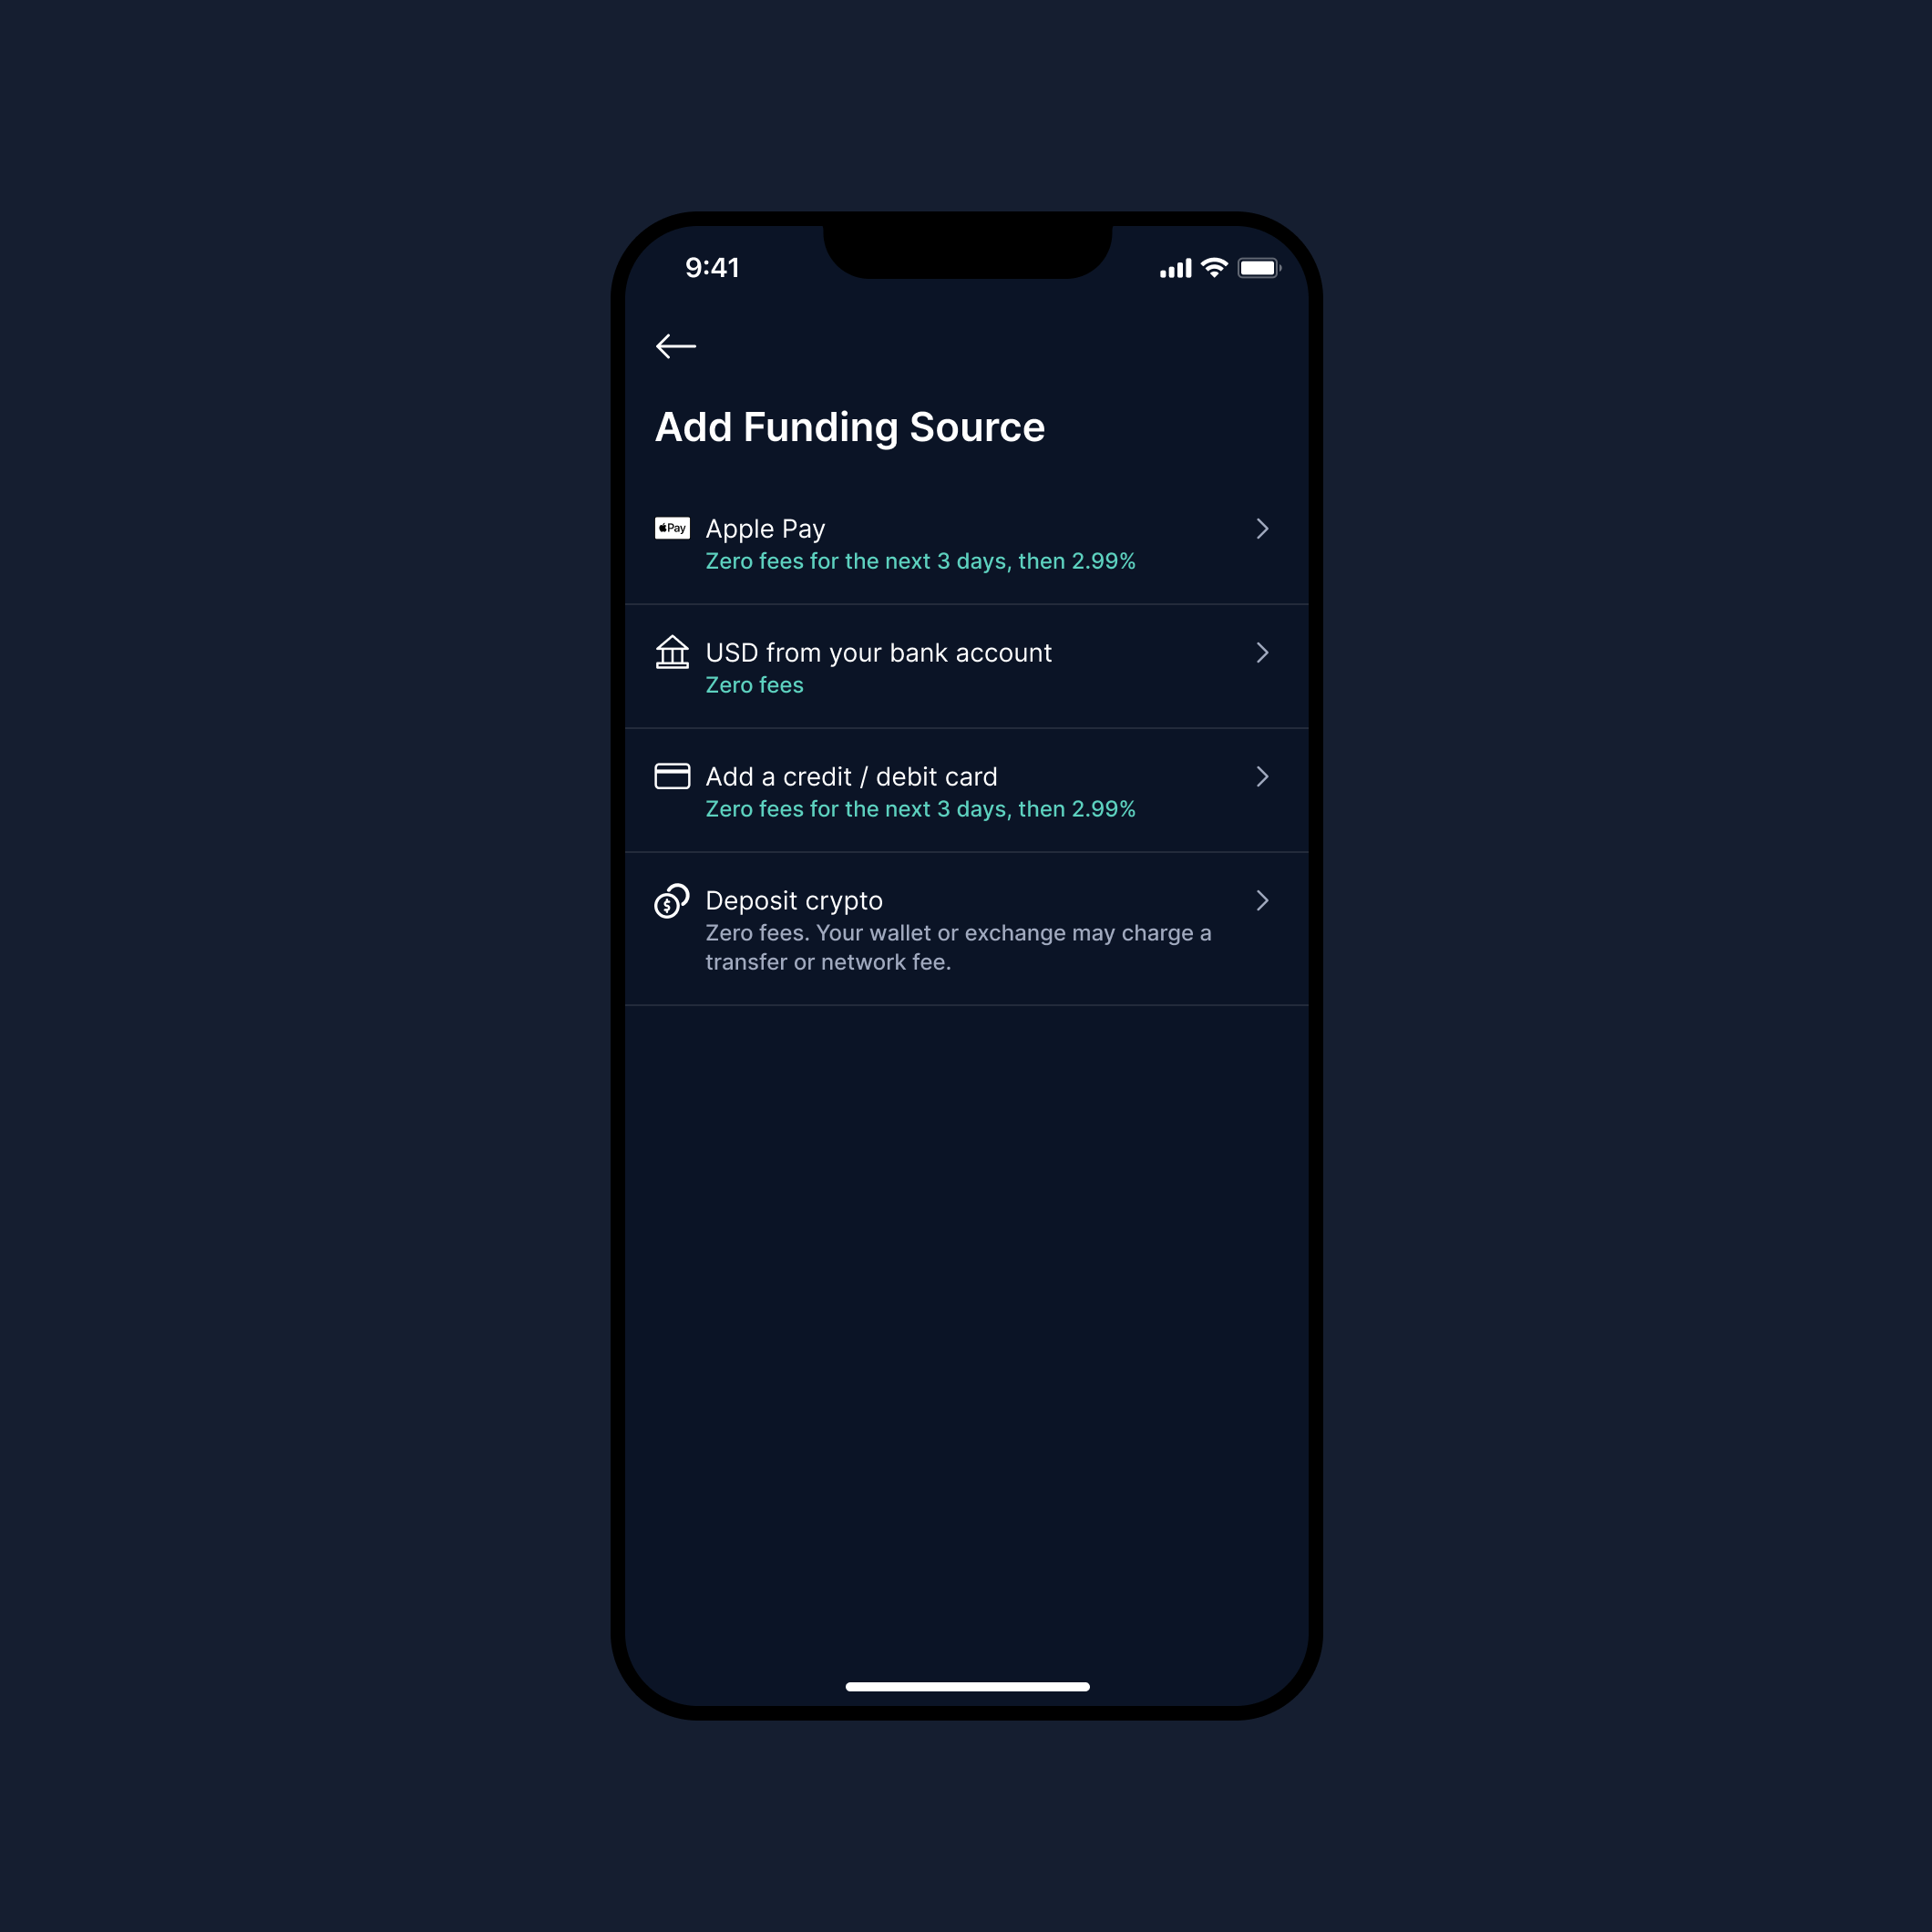 9:41
Add Funding Source
Pay
Apple Pay
Zero fees for the next 3 days, then 2.99%
USD from your bank account
Zero fees
Add a credit / debit card
Zero fees for the next 3 days, then 2.99%
$
Deposit crypto
Zero fees. Your wallet or exchange may charge a
transfer or network fee.